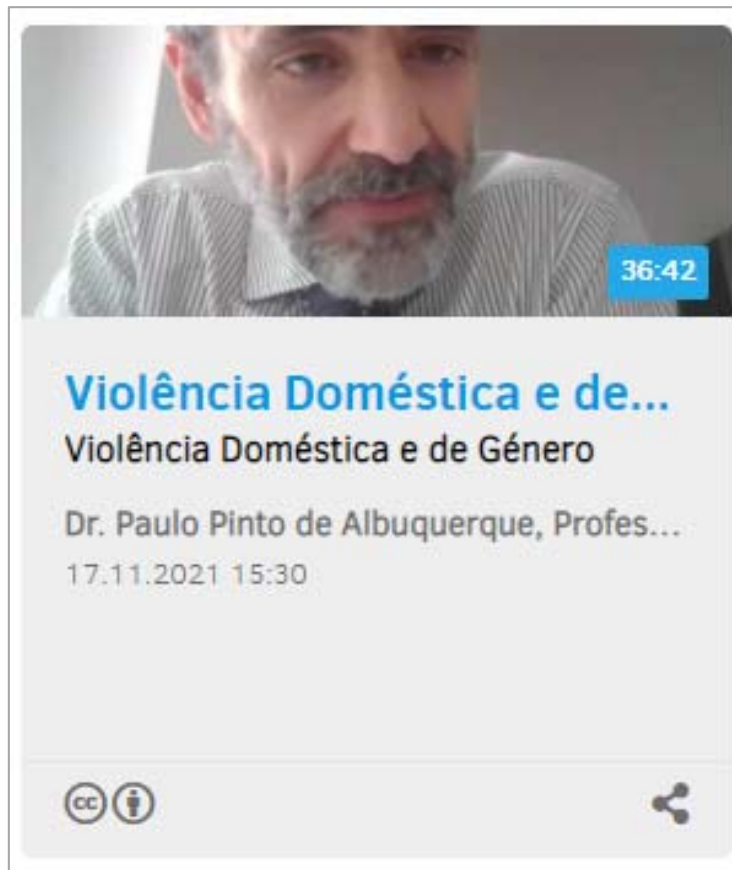 36:42
Violência Doméstica e de...
Violência Doméstica e de Género
Dr. Paulo Pinto de Albuquerque, Profes...
17.11.2021 15:30
cc